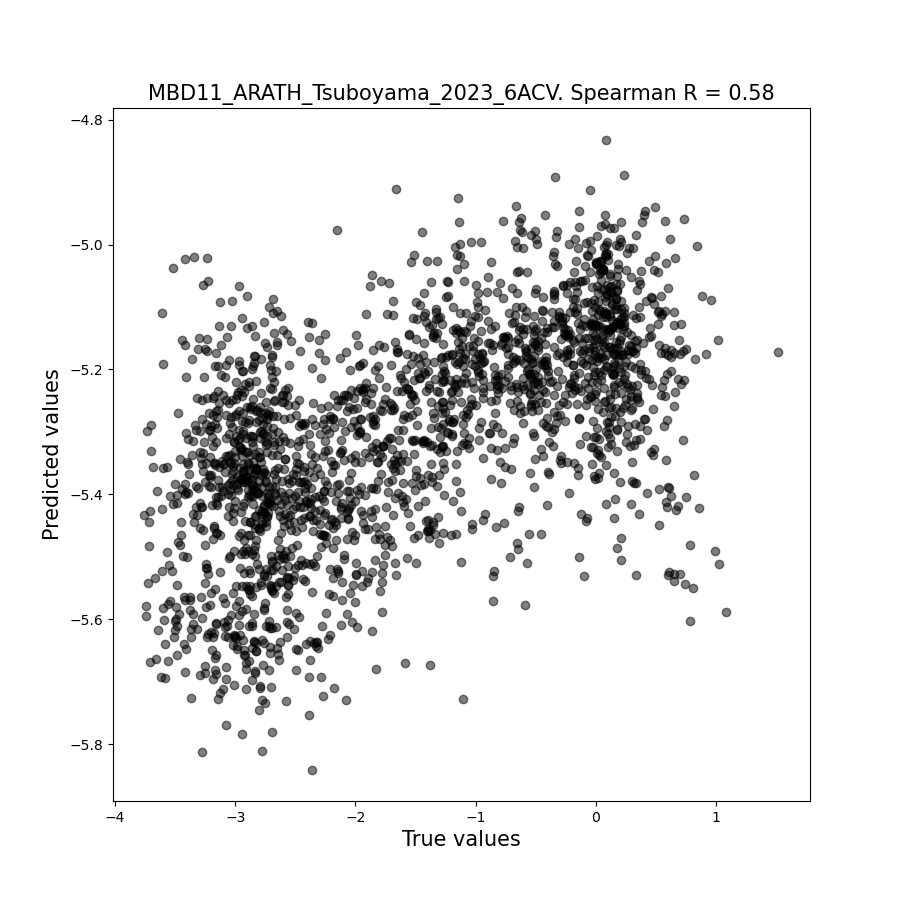 MBD11_ARATH_Tsuboyama_2023_6ACV. Spearman R = 0.58
Predicted values
−4.8
−5.0
−5.2
−5.4
−5.6
−5.8
−4 −3 −2 −1 0 1
True values